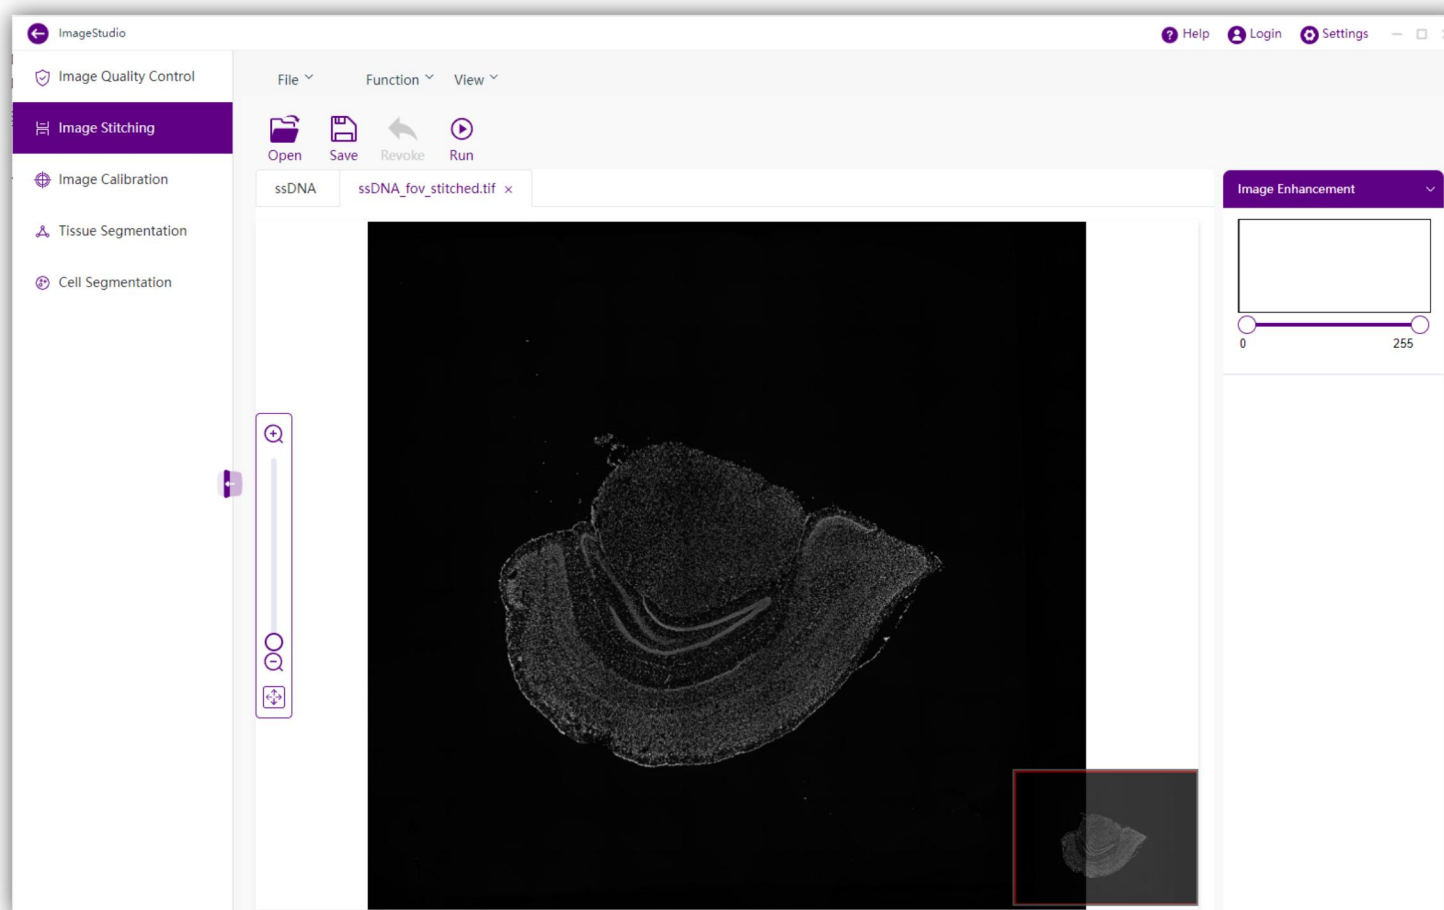 ImageStudio
Help Login Settings
Image Quality Control
Image Stitching
Image Calibration
Tissue Segmentation
Cell Segmentation
File Function View
Open Save Revoke Run
ssDNA ssDNA_fov_stitched.tif ×
Image Enhancement
0 255